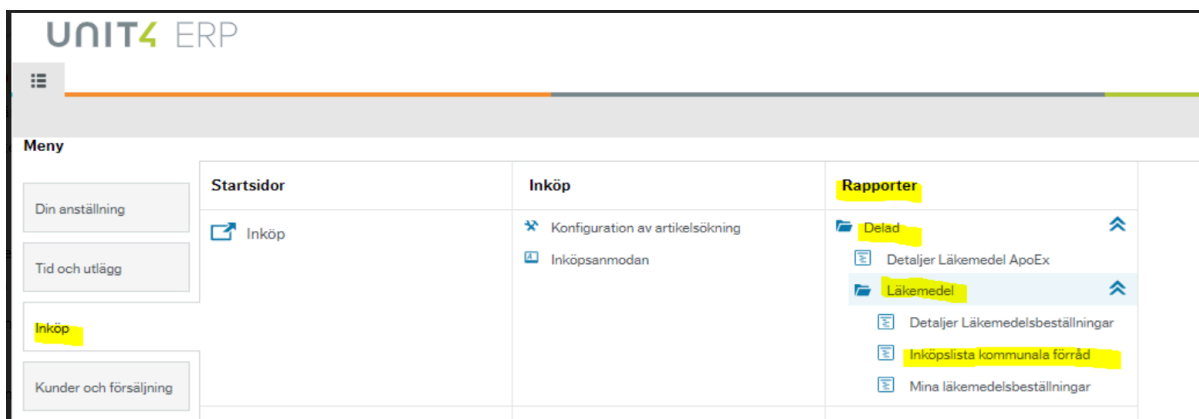 UNIT4 ERP
Meny
Din anställning
Tid och utlägg
Inköp
Kunder och försäljning
Startsidor
Inköp
Inköp
Konfiguration av artikelsökning
Inköpsanmodan
Rapporter
Delad
Detaljer Läkemedel ApoEx
Läkemedel
Detaljer Läkemedelsbeställningar
Inköpslista kommunala förråd
Mina läkemedelsbeställningar